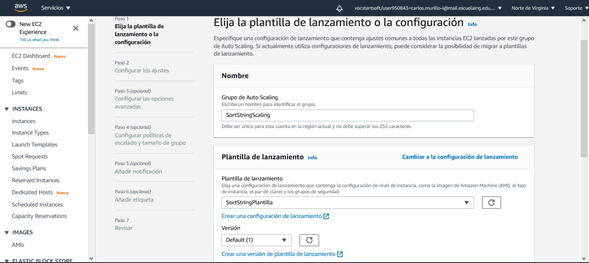 aws
Servicios
vocstartsoft/user950843=carlos.murillo-i@mail.escuelaing.edu....
Norte de Virginia
Soporte
New EC2 Experience
Tell us what you think
EC2 Dashboard Nuevo
Events Nuevo
Tags
Limits
INSTANCES
Instances
Instance Types
Launch Templates
Spot Requests
Savings Plans
Reserved Instances
Dedicated Hosts Nuevo
Scheduled Instances
Capacity Reservations
IMAGES
AMIs
ELASTIC BLOCK STORE
Paso 1
Elija la plantilla de
lanzamiento o la
configuración
Paso 2
Configurar los ajustes
Paso 3 (opcional)
Configurar las opciones
avanzadas
Paso 4 (opcional)
Configurar políticas de
escalado y tamaño de grupo
Paso 5 (opcional)
Añadir notificación
Paso 6 (opcional)
Añadir etiqueta
Paso 7
Revisar
Elija la plantilla de lanzamiento o la configuración Info
Especifique una configuración de lanzamiento que contenga ajustes comunes a todas las instancias EC2 lanzadas por este grupo
de Auto Scaling. Si actualmente utiliza configuraciones de lanzamiento, puede considerar la posibilidad de migrar a plantillas
de lanzamiento.
Nombre
Grupo de Auto Scaling
Escriba un nombre para identificar el grupo.
SortStringScaling
Debe ser único para esta cuenta en la región actual y no debe superar los 255 caracteres.
Plantilla de lanzamiento Info
Cambiar a la configuración de lanzamiento
Plantilla de lanzamiento
Elija una configuración de lanzamiento que contenga la configuración de nivel de instancia, como la imagen de Amazon Machine (AMI), el tipo
de instancia, el par de claves y los grupos de seguridad.
SortStringPlantilla
Crear una configuración de lanzamiento
Versión
Default (1)
Crear una versión de plantilla de lanzamiento